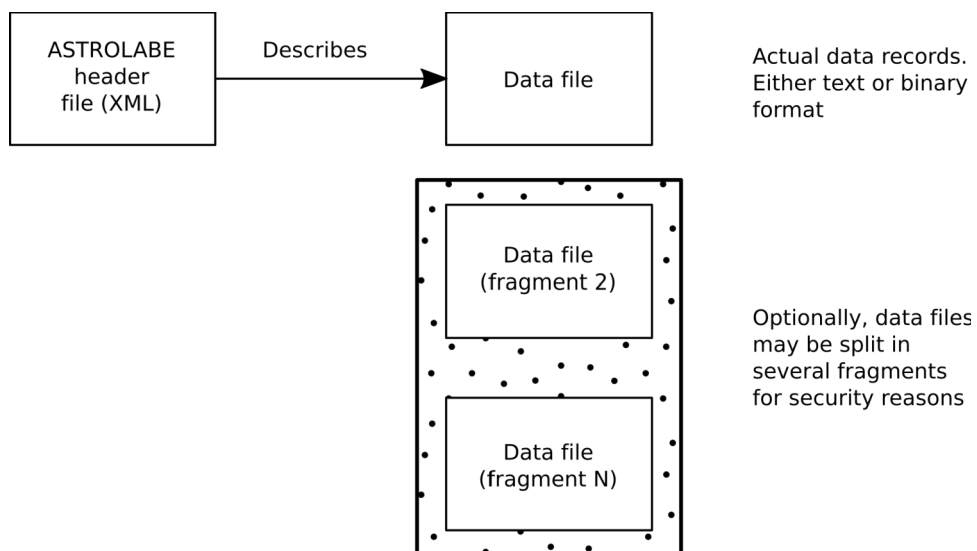 ASTROLABE
header
file (XML)
Describes
Data file
Actual data records.
Either text or binary
format
Data file
(fragment 2)
Optionally, data files
may be split in
several fragments
for security reasons
Data file
(fragment N)